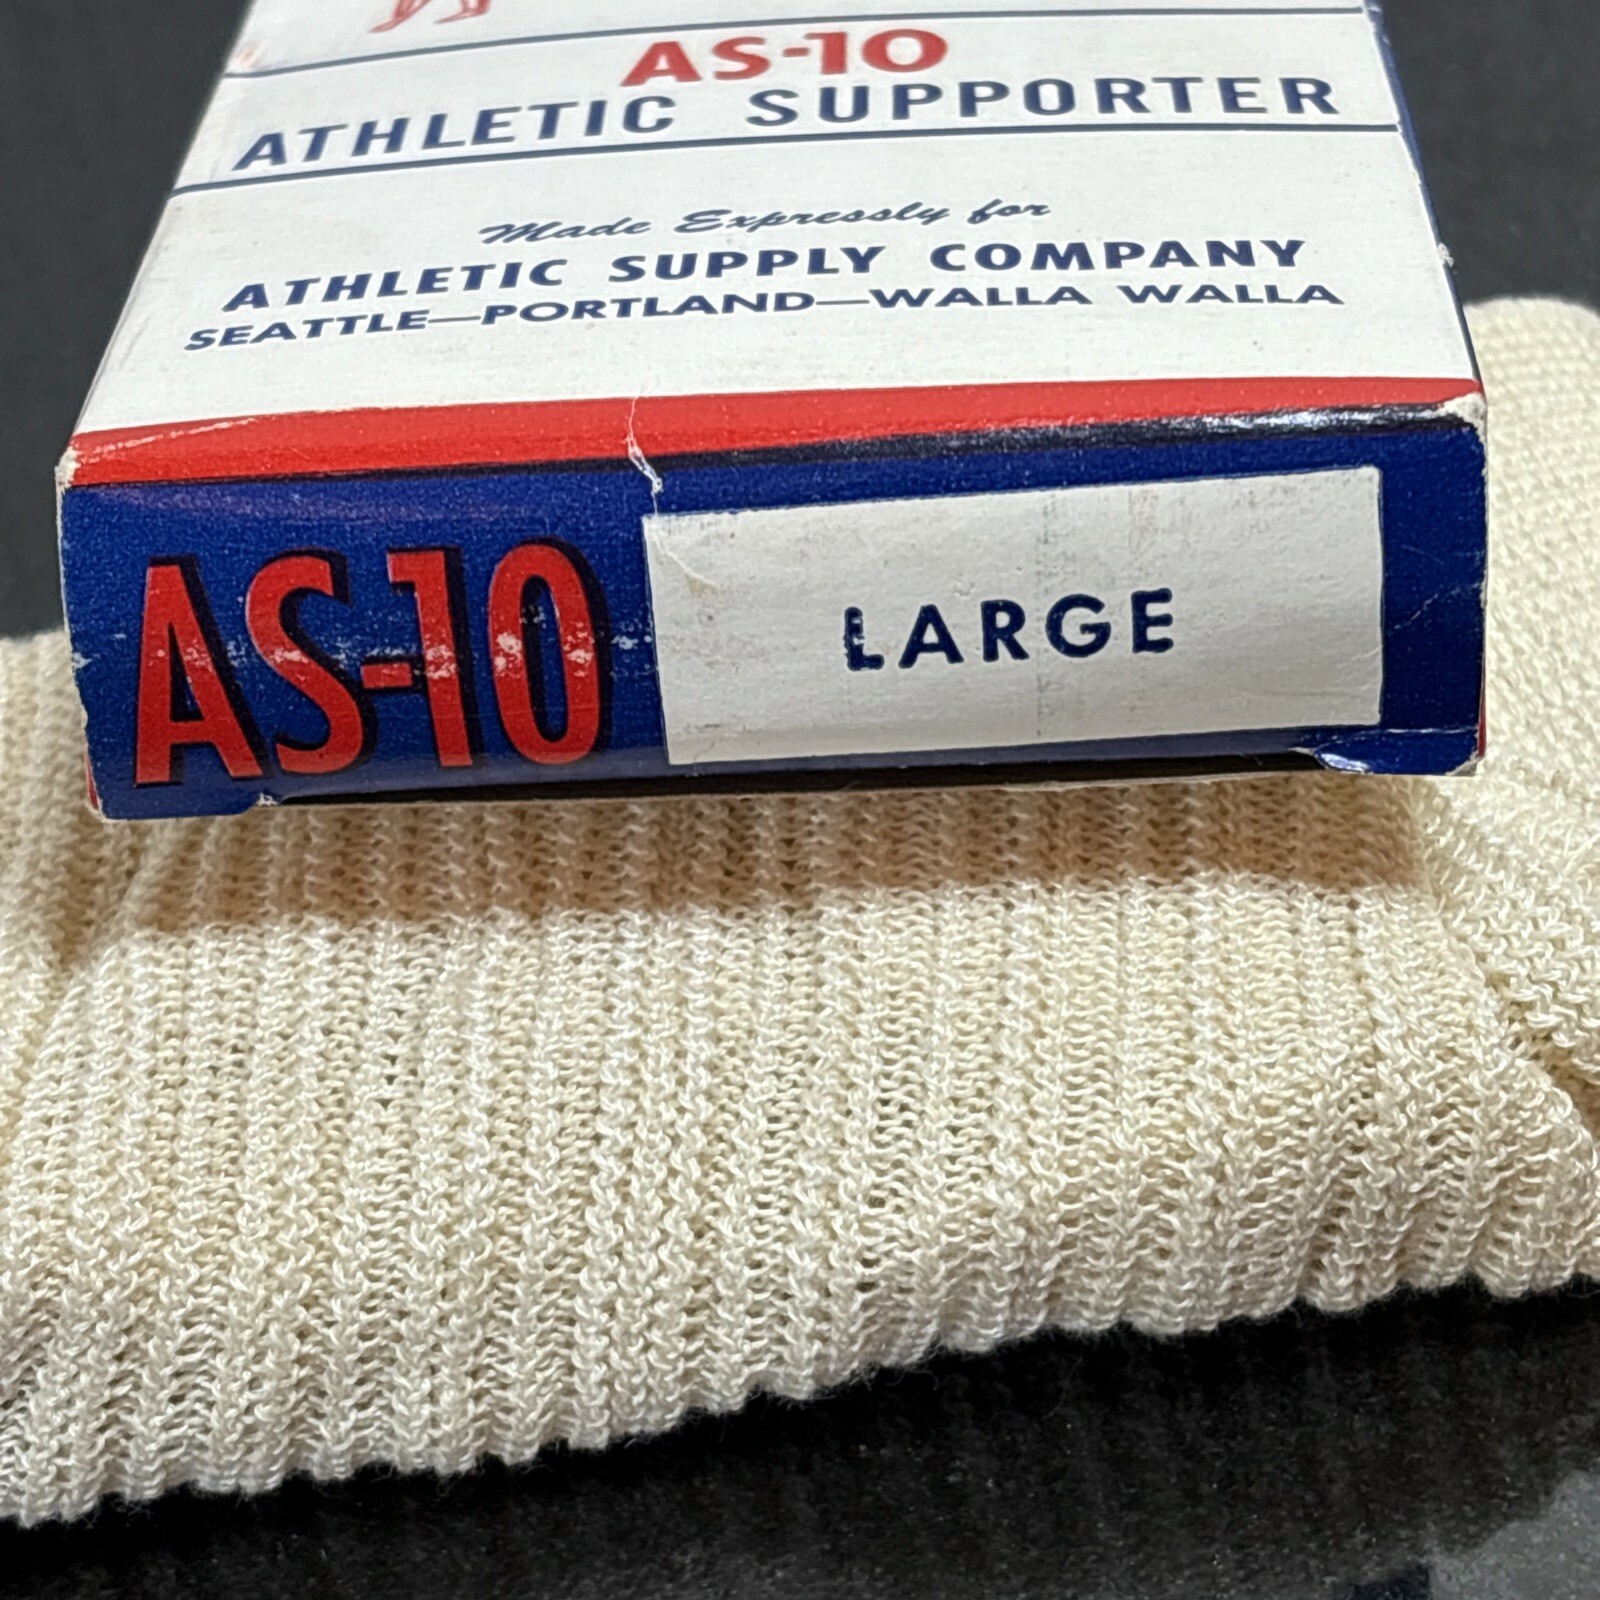 AS-10
ATHLETIC SUPPORTER
Made Expressly for
ATHLETIC SUPPLY COMPANY
SEATTLE—PORTLAND—WALLA WALLA
AS-10
LARGE